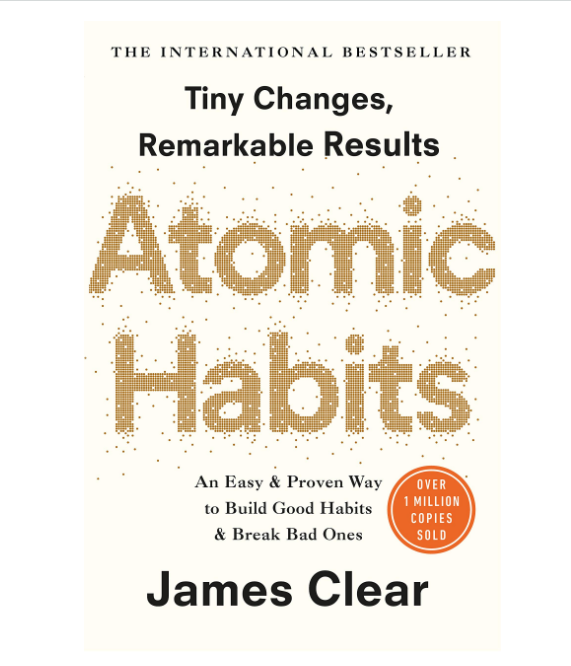 THE INTERNATIONAL BESTSELLER
Tiny Changes,
Remarkable Results
Atomic
Habits
An Easy & Proven Way
to Build Good Habits
& Break Bad Ones
OVER
1 MILLION
COPIES
SOLD
James Clear